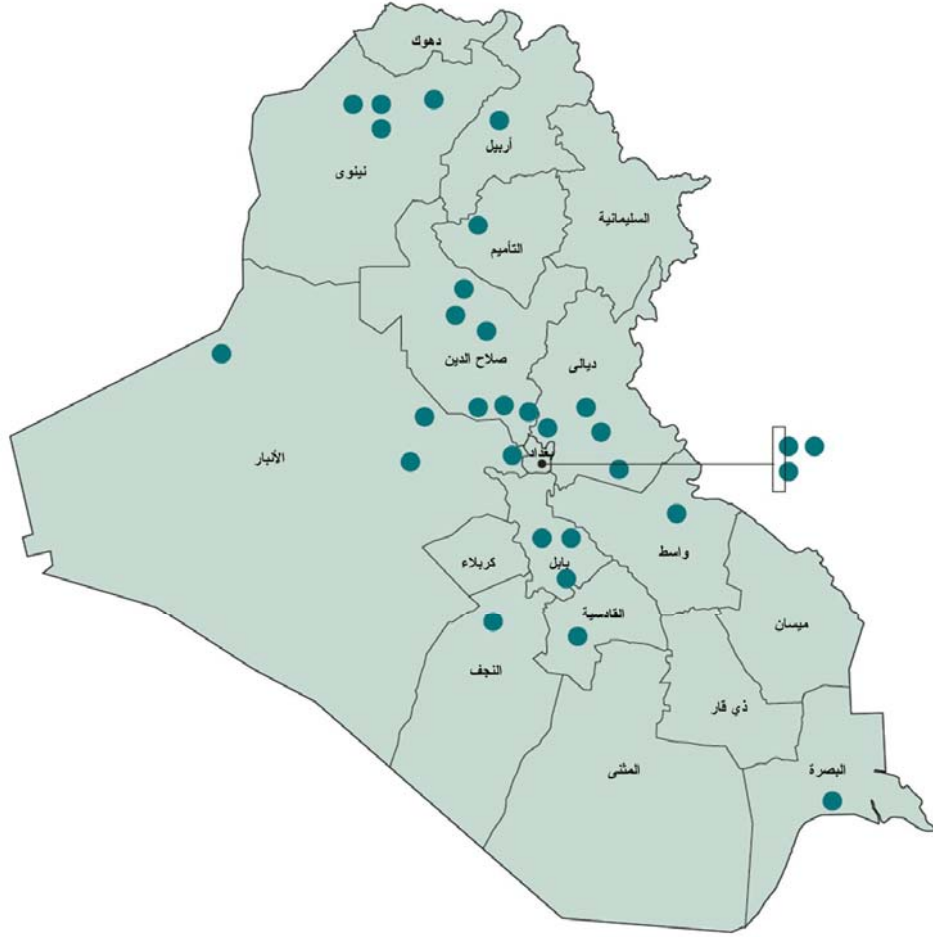 دهوك
أربيل
نينوى
السليمانية
التأميم
صلاح الدين
ديالى
بغداد
الأنبار
واسط
كربلاء
بابل
القادسية
ميسان
النجف
ذي قار
المثنى
البصرة